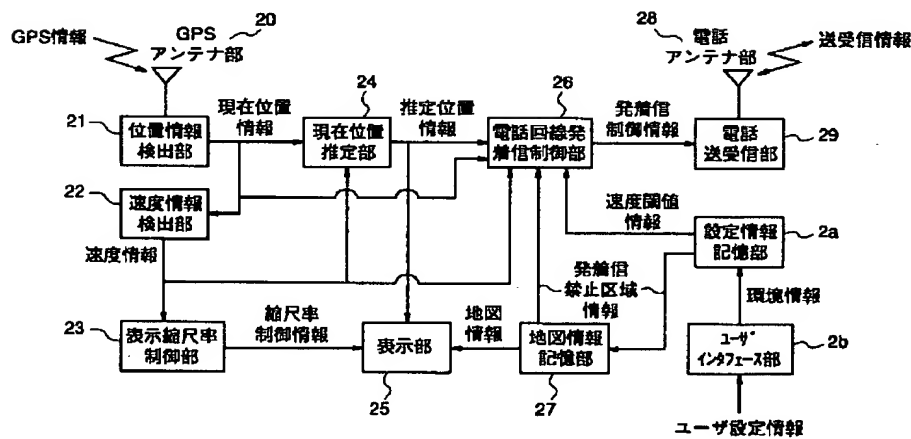 GPS情報
GPS
アンテナ部
20
28
電話
アンテナ部
送受信情報
21
位置情報
検出部
現在位置
情報
24
現在位置
推定部
推定位置
情報
26
電話回線発
着信制御部
発着信
制御情報
電話
送受信部
29
22
速度情報
検出部
速度情報
速度閾値
情報
設定情報
記憶部
2a
発着信
禁止区域
情報
環境情報
23
表示縮尺率
制御部
縮尺率
制御情報
表示部
25
地図
情報
地図情報
記憶部
27
ユーザ
インタフェース部
2b
ユーザ設定情報